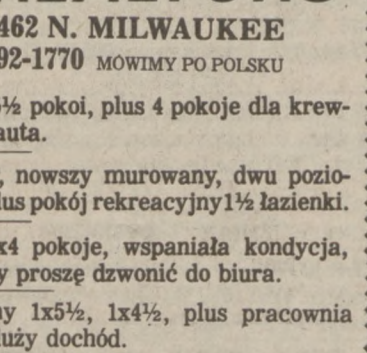 462 N. MILWAUKEE
92-1770 MÓWIMY PO POLSKU
½ pokoi, plus 4 pokoje dla krew-
auta.
, nowszy murowany, dwu pozio-
lus pokój rekreacyjny 1½ łazienki.
x4 pokoje, wspaniała kondycja,
y proszę dzwonić do biura.
ny 1x5½, 1x4½, plus pracownia
uży dochód.